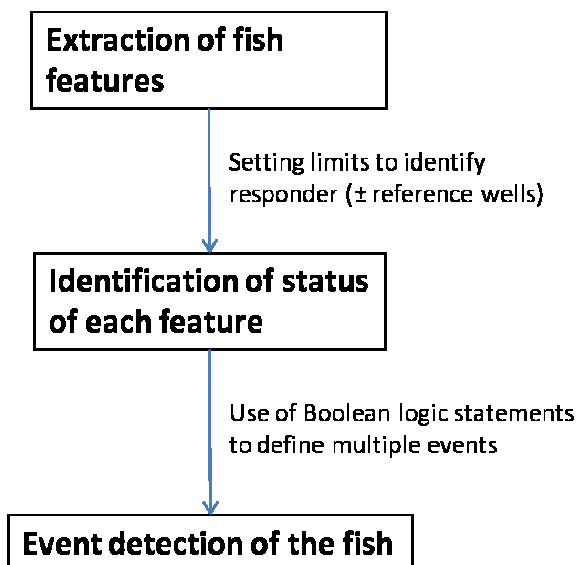 Extraction of fish
features
Setting limits to identify
responder (± reference wells)
Identification of status
of each feature
Use of Boolean logic statements
to define multiple events
Event detection of the fish